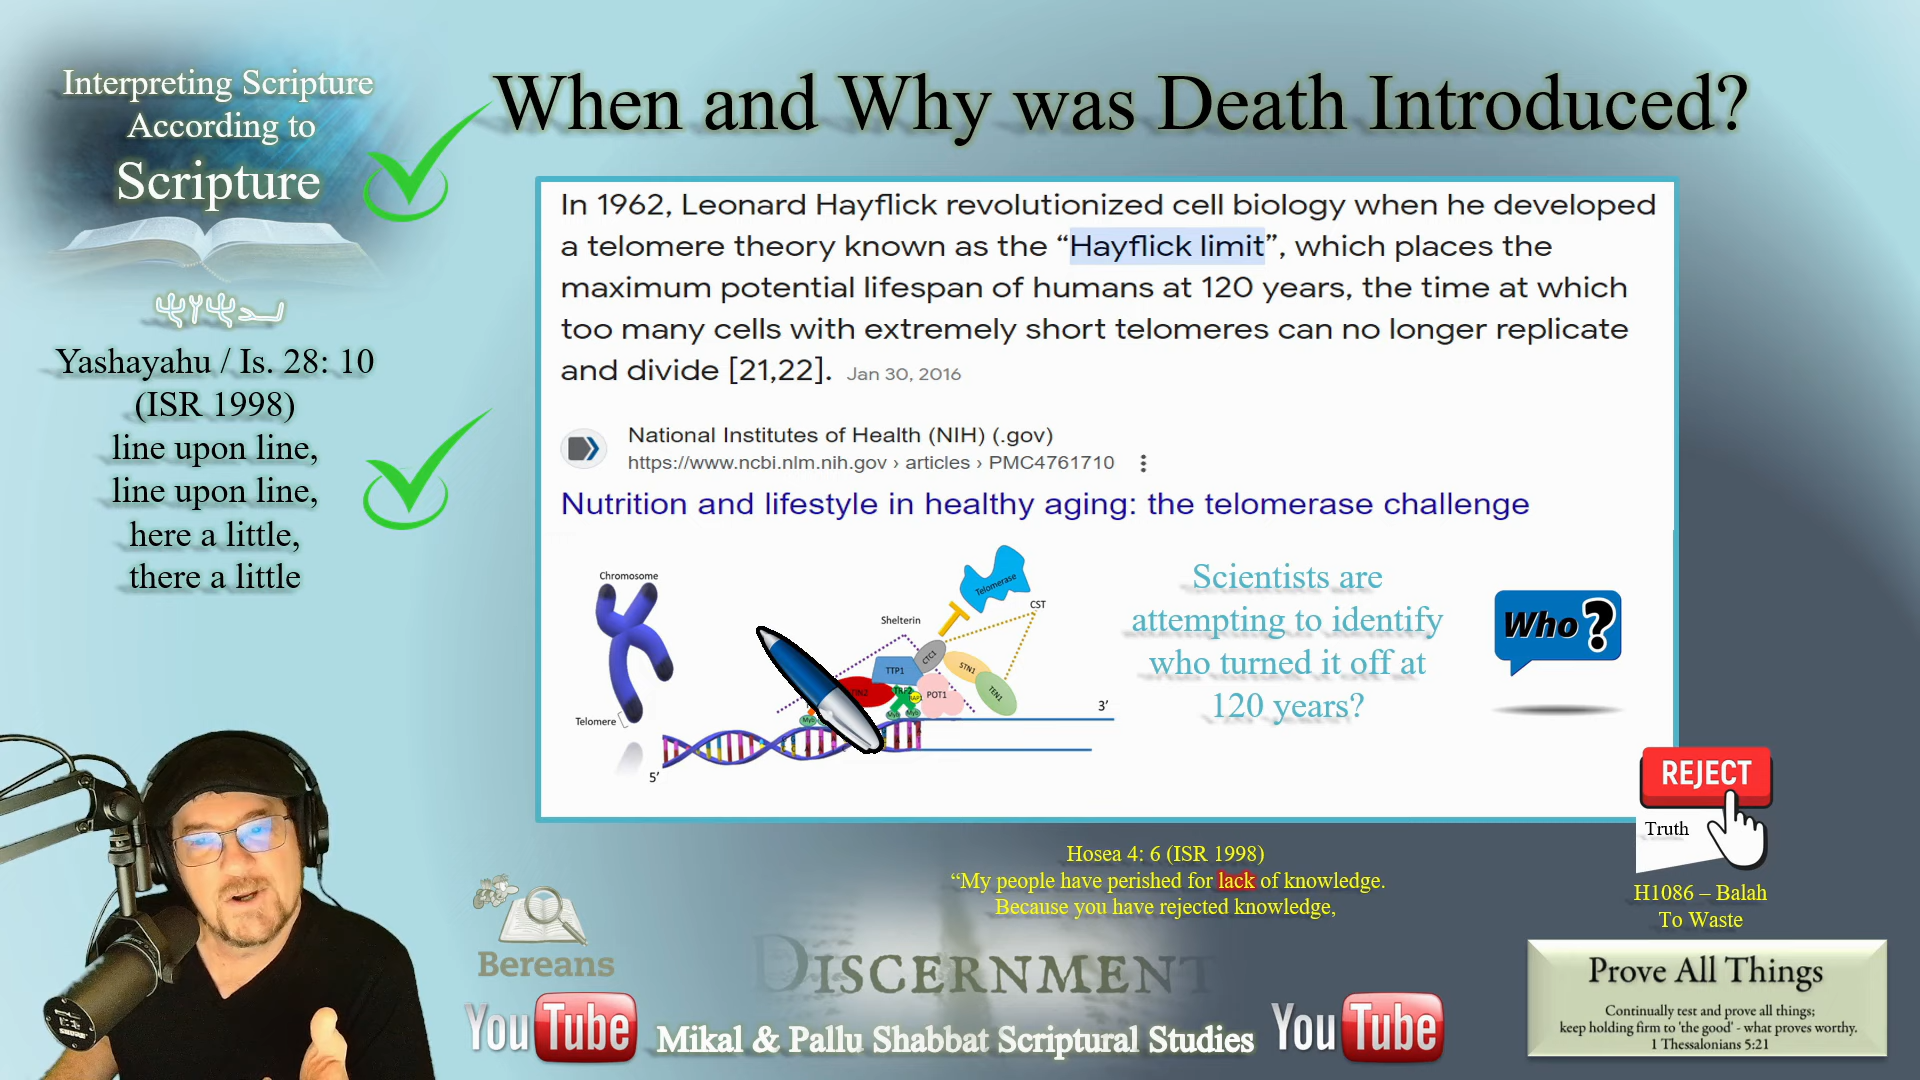 Interpreting Scripture
According to
Scripture
Yashayahu / Is. 28: 10
(ISR 1998)
line upon line,
line upon line,
here a little,
there a little
When and Why was Death Introduced?
In 1962, Leonard Hayflick revolutionized cell biology when he developed
a telomere theory known as the “Hayflick limit”, which places the
maximum potential lifespan of humans at 120 years, the time at which
too many cells with extremely short telomeres can no longer replicate
and divide [21,22]. Jan 30, 2016
National Institutes of Health (NIH) (.gov)
https://www.ncbi.nlm.nih.gov › articles › PMC4761710
Nutrition and lifestyle in healthy aging: the telomerase challenge
Chromosome
Telomere
Telomerase
CST
Shelterin
CTC1
TTP1
STN1
TEN1
POT1
TRF2
RAP1
Myb
Myb
Myb
3’
5’
Scientists are
attempting to identify
who turned it off at
120 years?
Who?
REJECT
Truth
H1086 – Balah
To Waste
Hosea 4: 6 (ISR 1998)
“My people have perished for lack of knowledge.
Because you have rejected knowledge,
Bereans
DISCERNMENT
YouTube
Mikal & Pallu Shabbat Scriptural Studies
YouTube
Prove All Things
Continually test and prove all things;
keep holding firm to 'the good' - what proves worthy.
1 Thessalonians 5:21